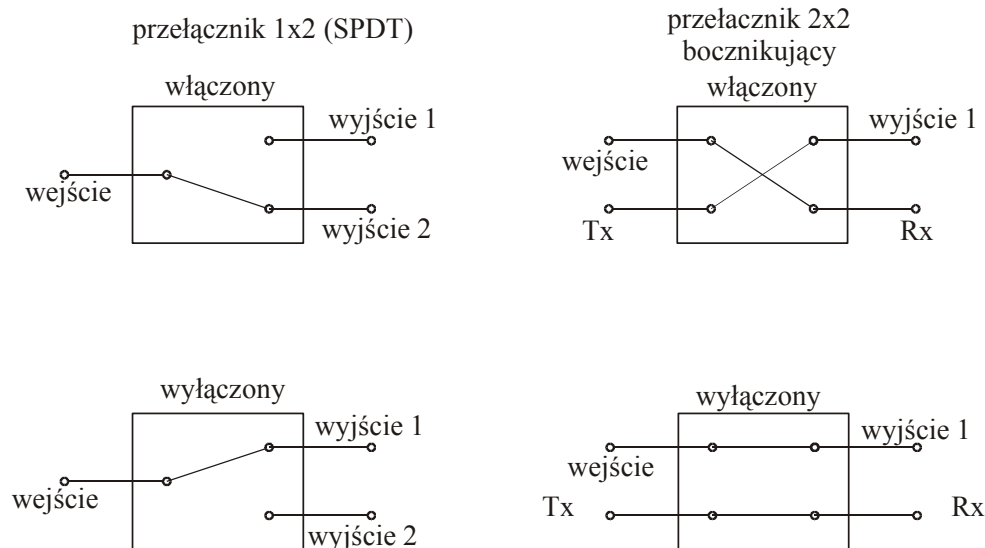 przełącznik 1x2 (SPDT)
włączony
wyjście 1
wejście
wyjście 2
przełacznik 2x2
bocznikujący
włączony
wyjście 1
wejście
Tx
Rx
wyłączony
wyjście 1
wejście
wyjście 2
wyłączony
wyjście 1
wejście
Tx
Rx